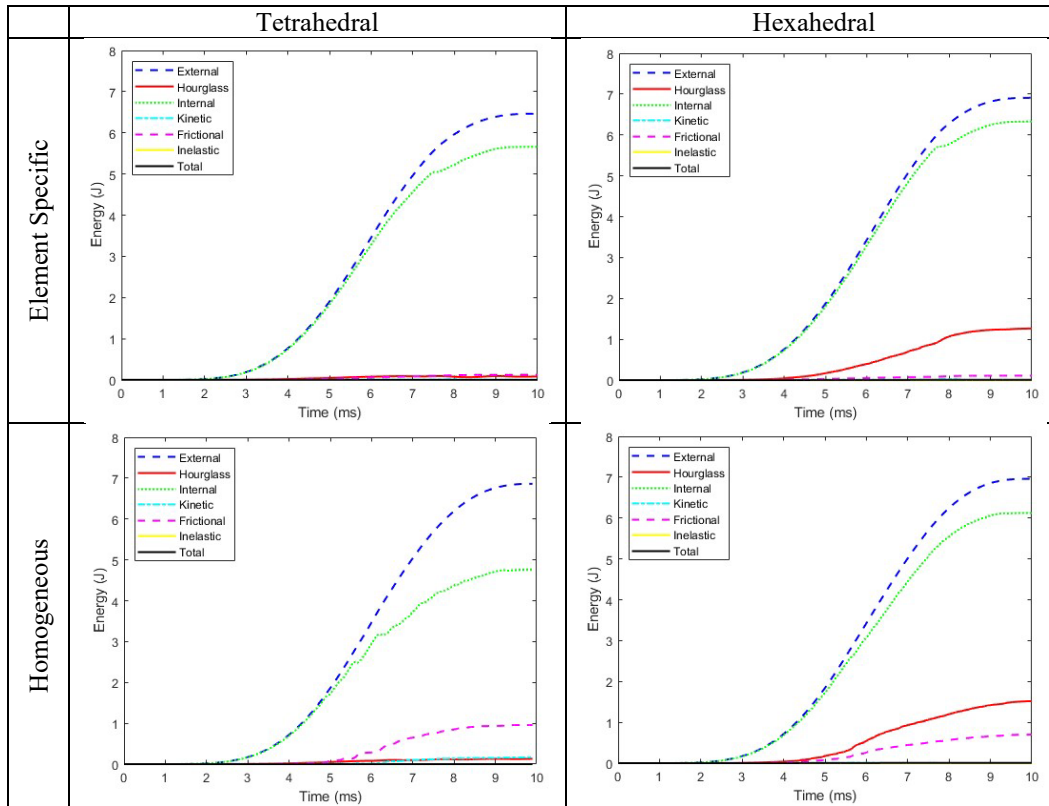 Tetrahedral
Hexahedral
Element Specific
8
7
6
5
4
3
2
1
0
Energy (J)
External
Hourglass
Internal
Kinetic
Frictional
Inelastic
Total
0 1 2 3 4 5 6 7 8 9 10
Time (ms)
8
7
6
5
4
3
2
1
0
Energy (J)
External
Hourglass
Internal
Kinetic
Frictional
Inelastic
Total
0 1 2 3 4 5 6 7 8 9 10
Time (ms)
Homogeneous
8
7
6
5
4
3
2
1
0
Energy (J)
External
Hourglass
Internal
Kinetic
Frictional
Inelastic
Total
0 1 2 3 4 5 6 7 8 9 10
Time (ms)
8
7
6
5
4
3
2
1
0
Energy (J)
External
Hourglass
Internal
Kinetic
Frictional
Inelastic
Total
0 1 2 3 4 5 6 7 8 9 10
Time (ms)